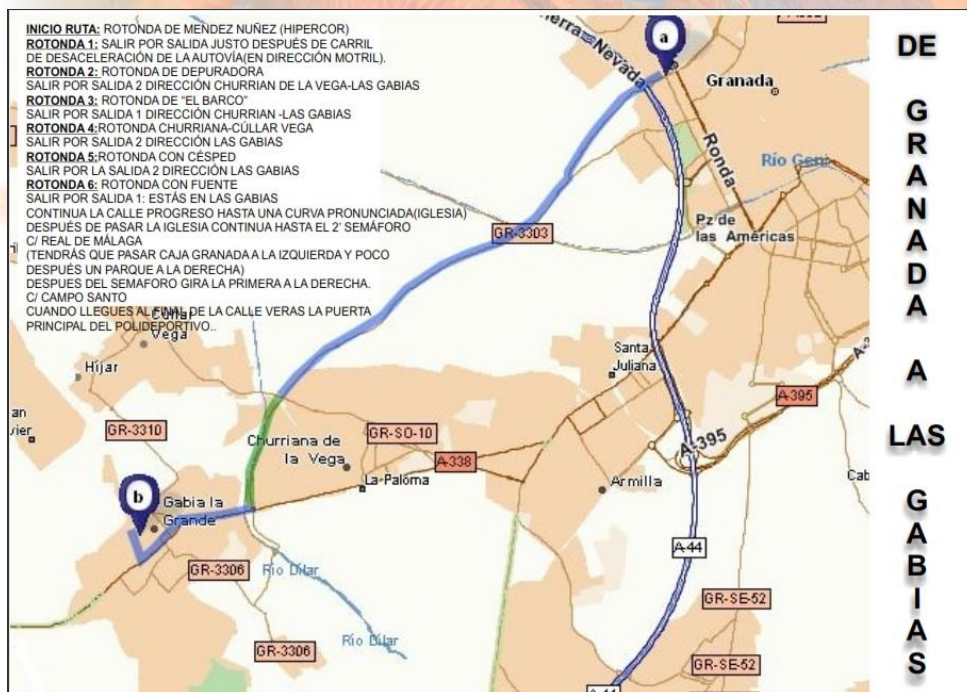 INICIO RUTA: ROTONDA DE MENDEZ NUÑEZ (HIPERCOR)
ROTONDA 1: SALIR POR SALIDA JUSTO DESPUÉS DE CARRIL
DE DESACELERACIÓN DE LA AUTOVÍA(EN DIRECCIÓN MOTRIL).
ROTONDA 2: ROTONDA DE DEPURADORA
SALIR POR SALIDA 2 DIRECCIÓN CHURRIAN DE LA VEGA-LAS GABIAS
ROTONDA 3: ROTONDA DE "EL BARCO"
SALIR POR SALIDA 1 DIRECCIÓN CHURRIAN -LAS GABIAS
ROTONDA 4:ROTONDA CHURRIANA-CÚLLAR VEGA
SALIR POR SALIDA 2 DIRECCIÓN LAS GABIAS
ROTONDA 5:ROTONDA CON CÉSPED
SALIR POR LA SALIDA 2 DIRECCIÓN LAS GABIAS
ROTONDA 6: ROTONDA CON FUENTE
SALIR POR SALIDA 1: ESTÁS EN LAS GABIAS
CONTINUA LA CALLE PROGRESO HASTA UNA CURVA PRONUNCIADA(IGLESIA)
DESPUÉS DE PASAR LA IGLESIA CONTINUA HASTA EL 2' SEMÁFORO
C/ REAL DE MÁLAGA
(TENDRÁS QUE PASAR CAJA GRANADA A LA IZQUIERDA Y POCO
DESPUÉS UN PARQUE A LA DERECHA)
DESPUES DEL SEMAFORO GIRA LA PRIMERA A LA DERECHA.
C/ CAMPO SANTO
CUANDO LLEGUES AL FINAL DE LA CALLE VERAS LA PUERTA
PRINCIPAL DEL POLIDEPORTIVO..
Nevada
a
Granada
Ronda
Río Geni
GR-3303
Pz de
las Américas
Cúllar
Vega
Híjar
Santa
Juliana
A-395
A-395
GR-3310
Churriana de
la Vega
GR-SO-10
A-338
La Paloma
Armilla
Cab
b
Gabia la
Grande
A-44
GR-3306
Río Dílar
GR-SE-52
Río Dílar
GR-3306
GR-SE-52
A-44
DE
GRANADA
A
LAS
GABIAS